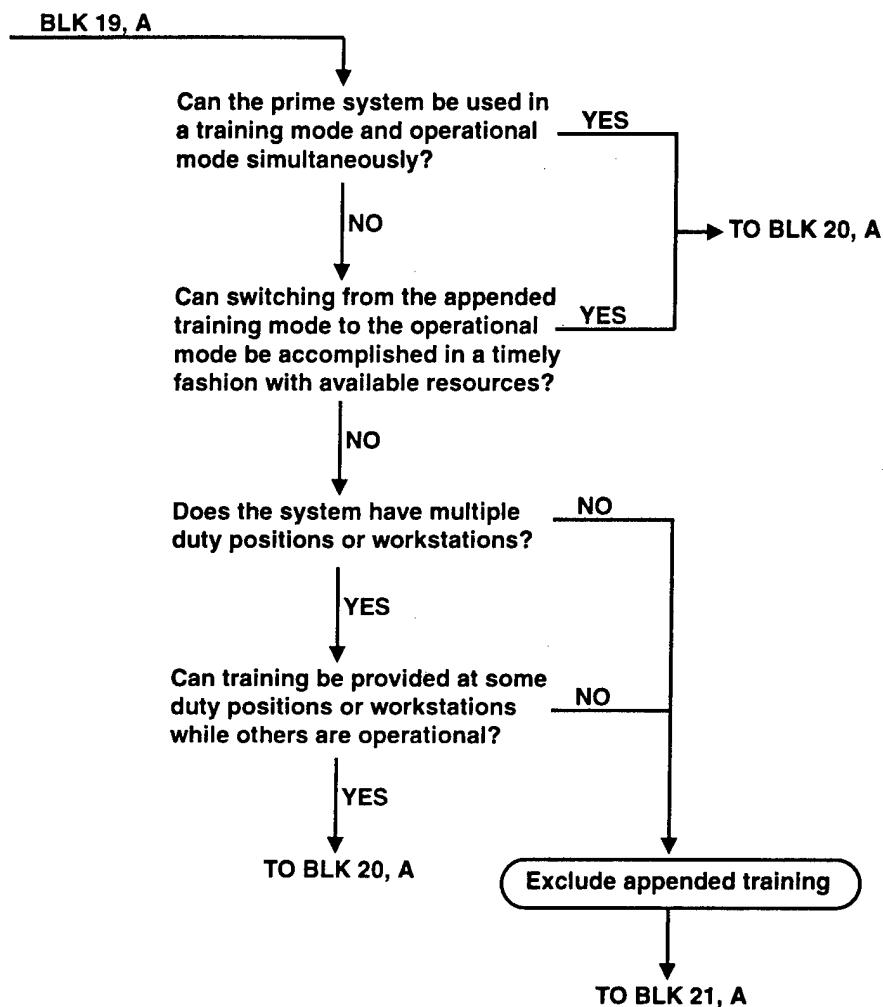 BLK 19, A
Can the prime system be used in
a training mode and operational
mode simultaneously?
YES
NO
TO BLK 20, A
Can switching from the appended
training mode to the operational
mode be accomplished in a timely
fashion with available resources?
YES
NO
Does the system have multiple
duty positions or workstations?
NO
YES
Can training be provided at some
duty positions or workstations
while others are operational?
NO
YES
TO BLK 20, A
Exclude appended training
TO BLK 21, A